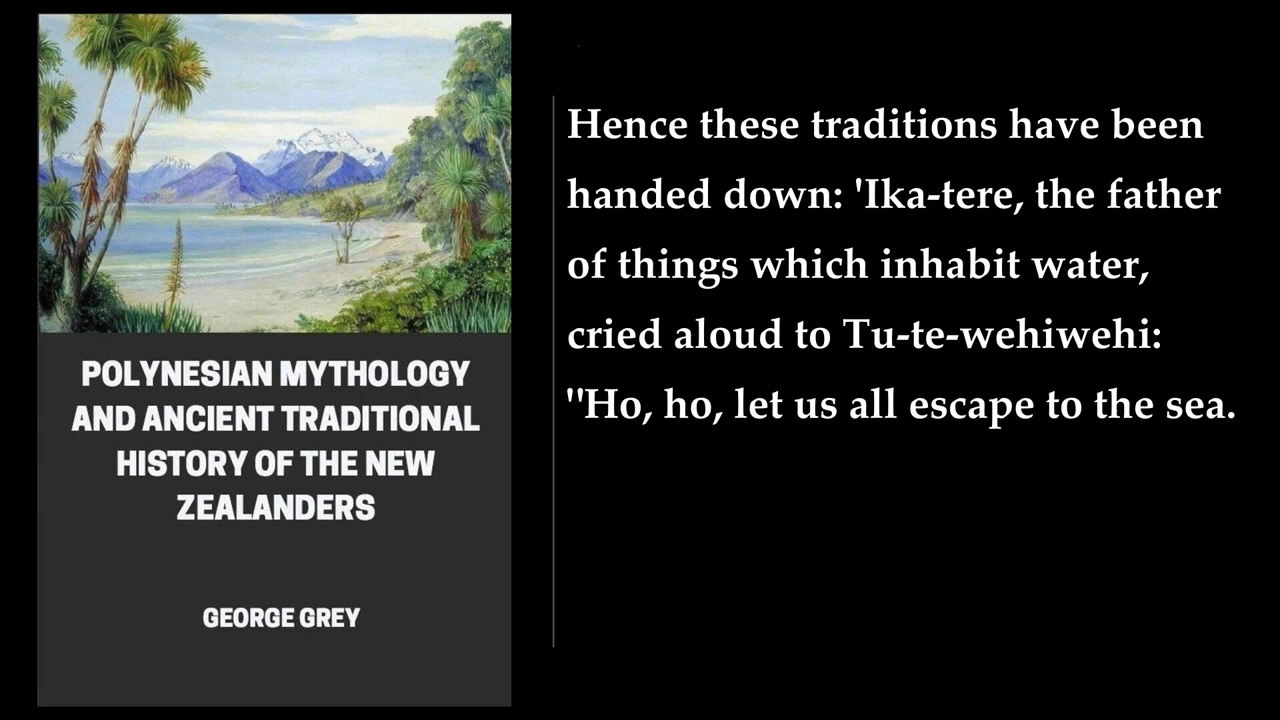 POLYNESIAN MYTHOLOGY
AND ANCIENT TRADITIONAL
HISTORY OF THE NEW
ZEALANDERS
GEORGE GREY
Hence these traditions have been
handed down: 'Ika-tere, the father
of things which inhabit water,
cried aloud to Tu-te-wehiwehi:
"Ho, ho, let us all escape to the sea.